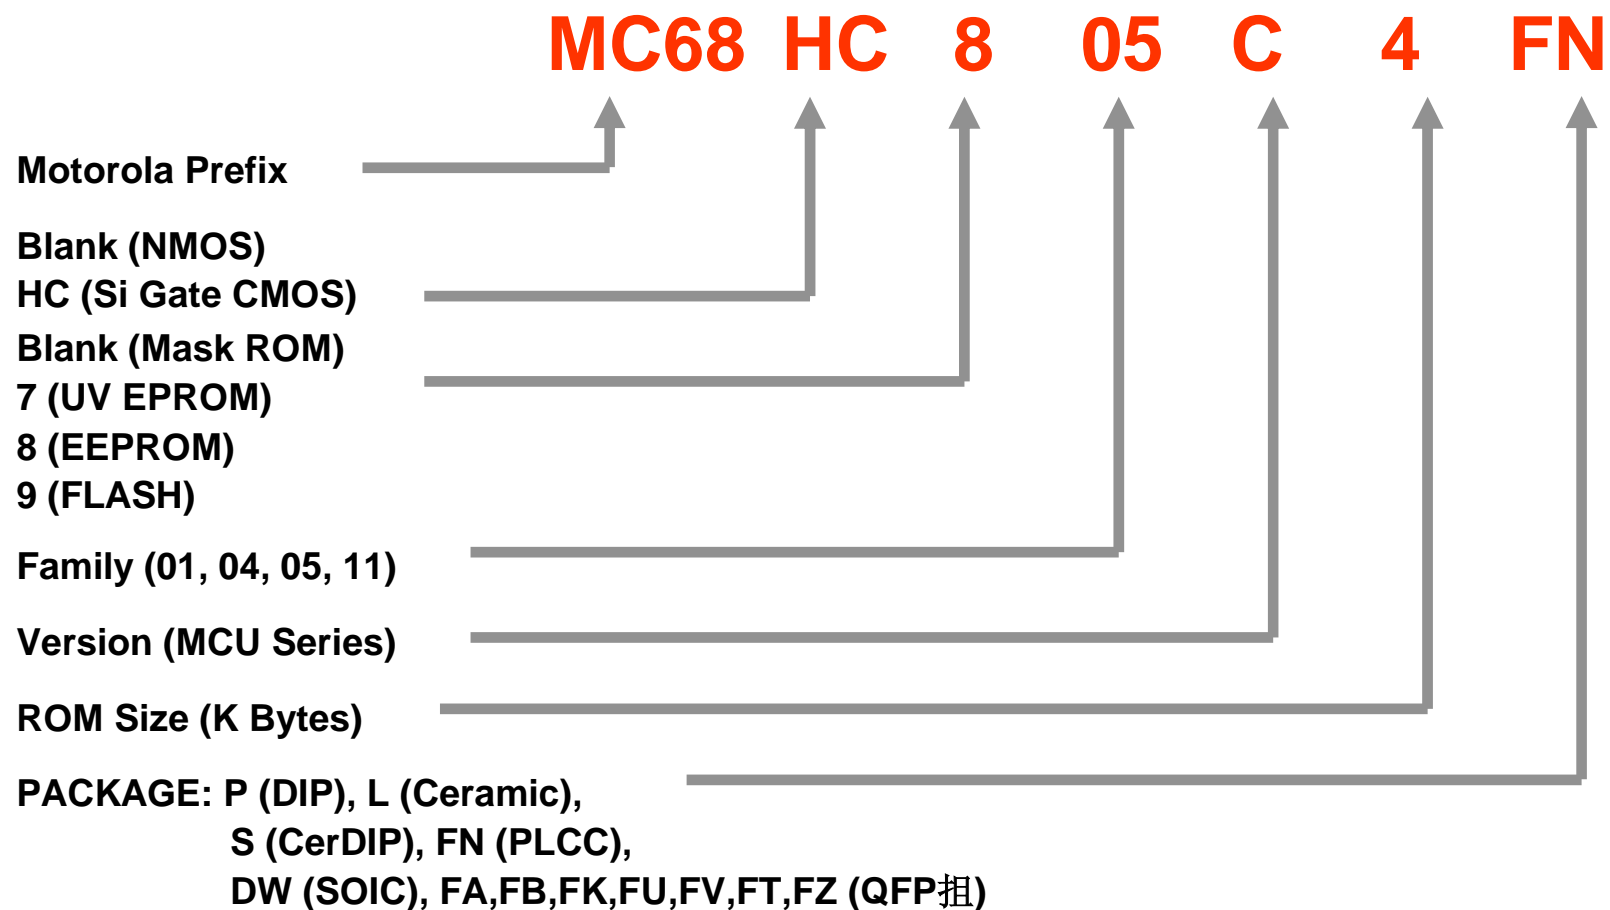 MC68 HC 8 05 C 4 FN
Motorola Prefix
Blank (NMOS)
HC (Si Gate CMOS)
Blank (Mask ROM)
7 (UV EPROM)
8 (EEPROM)
9 (FLASH)
Family (01, 04, 05, 11)
Version (MCU Series)
ROM Size (K Bytes)
PACKAGE: P (DIP), L (Ceramic),
S (CerDIP), FN (PLCC),
DW (SOIC), FA,FB,FK,FU,FV,FT,FZ (QFP担)